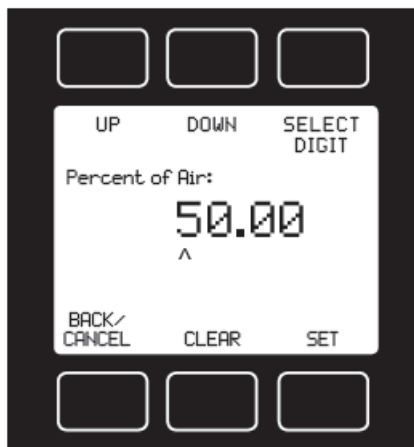 UP DOWN SELECT
DIGIT
Percent of Air:
50.00
^
BACK/
CANCEL CLEAR SET